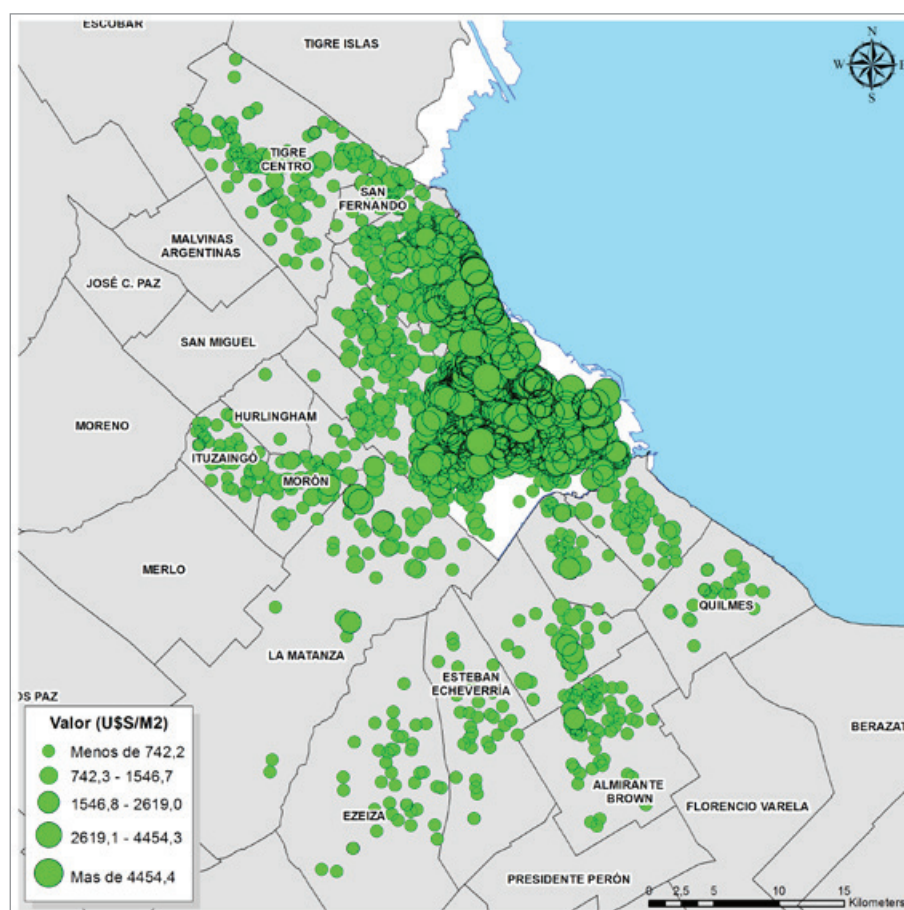 ESCOBAR
TIGRE ISLAS
N
W
E
S
TIGRE
CENTRO
SAN
FERNANDO
MALVINAS
ARGENTINAS
JOSÉ C. PAZ
SAN MIGUEL
MORENO
HURLINGHAM
ITUZAINGÓ
MORÓN
MERLO
QUILMES
LA MATANZA
ESTEBAN
ECHEVERRÍA
OS PAZ
BERAZAT
Valor (U$S/M2)
Menos de 742,2
742,3 - 1546,7
1546,8 - 2619,0
2619,1 - 4454,3
Mas de 4454,4
EZEIZA
ALMIRANTE
BROWN
FLORENCIO VARELA
PRESIDENTE PERÓN
0 2,5 5 10 15
Kilometers